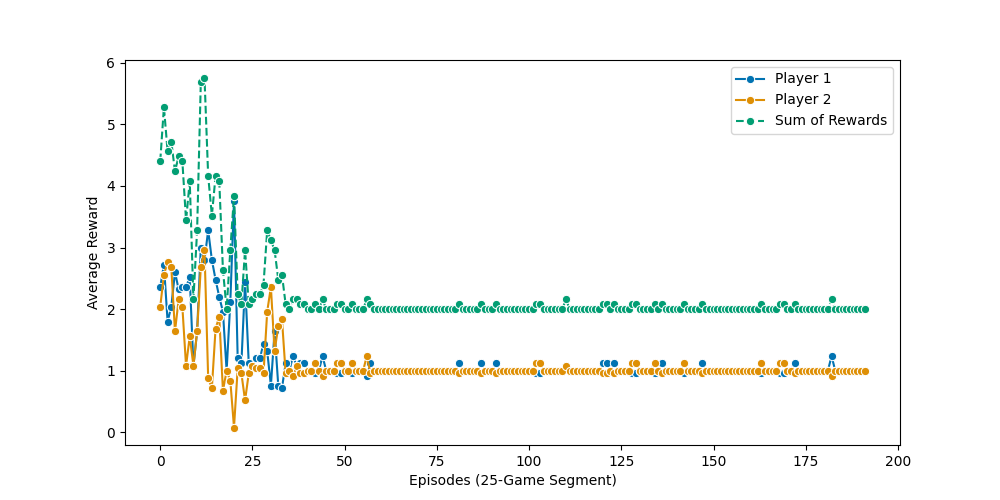 Player 1
Player 2
Sum of Rewards
6
5
4
3
2
1
0
Average Reward
0 25 50 75 100 125 150 175 200
Episodes (25-Game Segment)